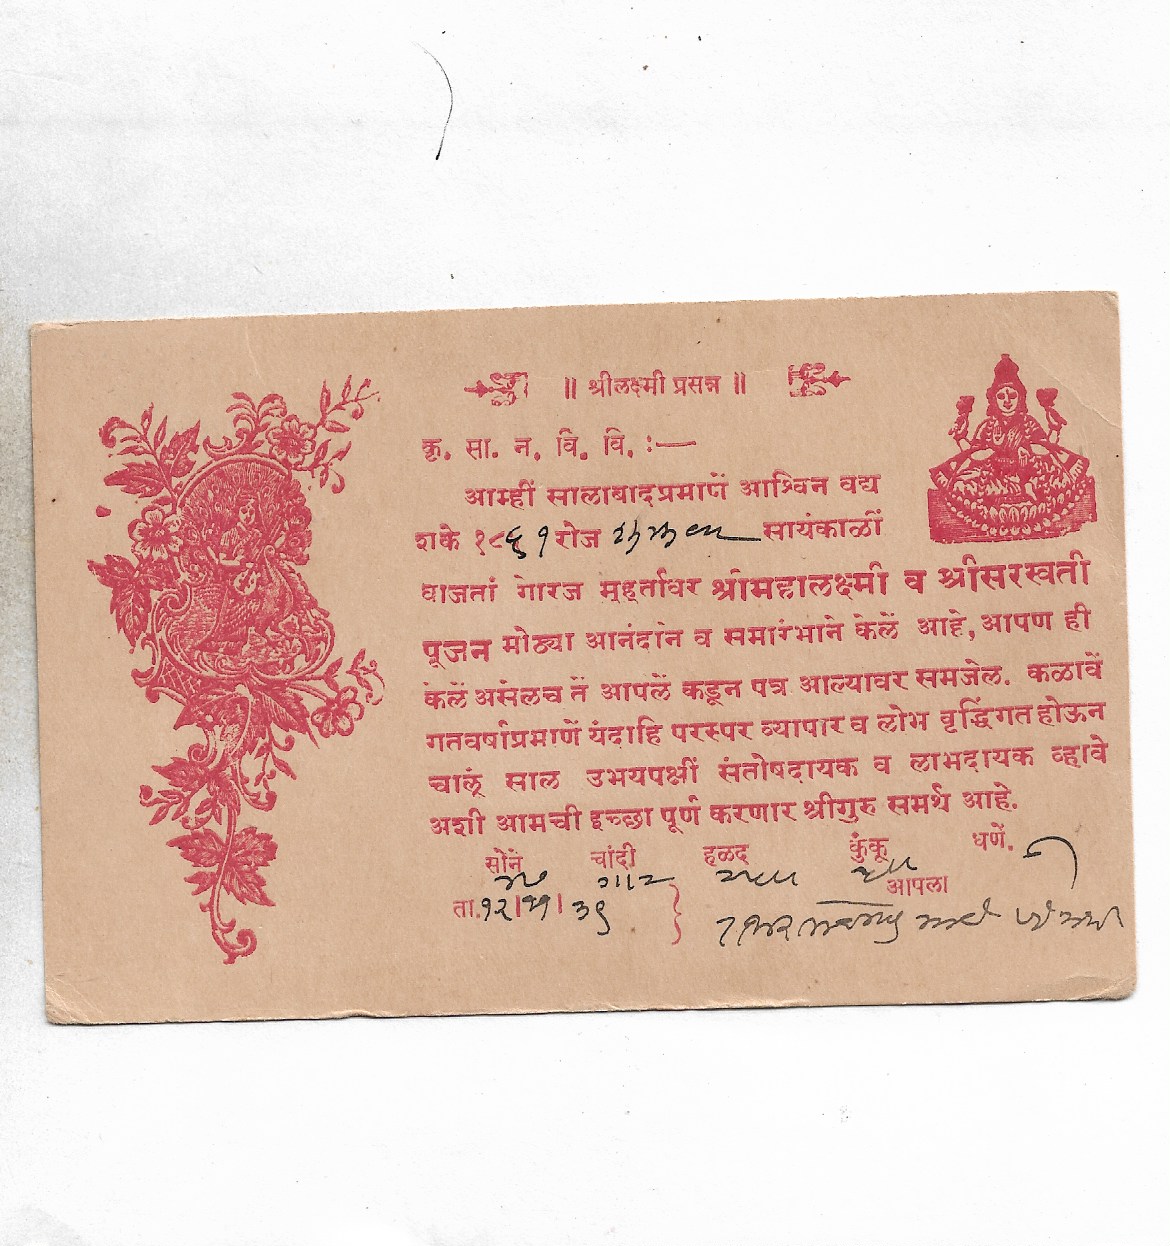 ॥ श्रीलक्ष्मी प्रसन्न ॥
कृ. सा. न. वि. वि. :—
आम्हीं सालाबादप्रमाणें आश्विन वद्य
शके १८६१ रोज सायंकाळीं
वाजतां गोरज मुहूर्तावर श्रीमहालक्ष्मी व श्रीसरस्वती
पूजन मोठ्या आनंदानें व समारंभाने केलें आहे, आपण ही
केलें असेलच तें आपलें कडून पत्र आल्यावर समजेल. कळावें
गतवर्षाप्रमाणें यंदाहि परस्पर व्यापार व लोभ वृद्धिंगत होऊन
चालूं साल उभयपक्षीं संतोषदायक व लाभदायक व्हावे
अशी आमची इच्छा पूर्ण करणार श्रीगुरु समर्थ आहे.
सोनें चांदी हळद कुंकू धणें.
आपला
ता. १२।११।३९